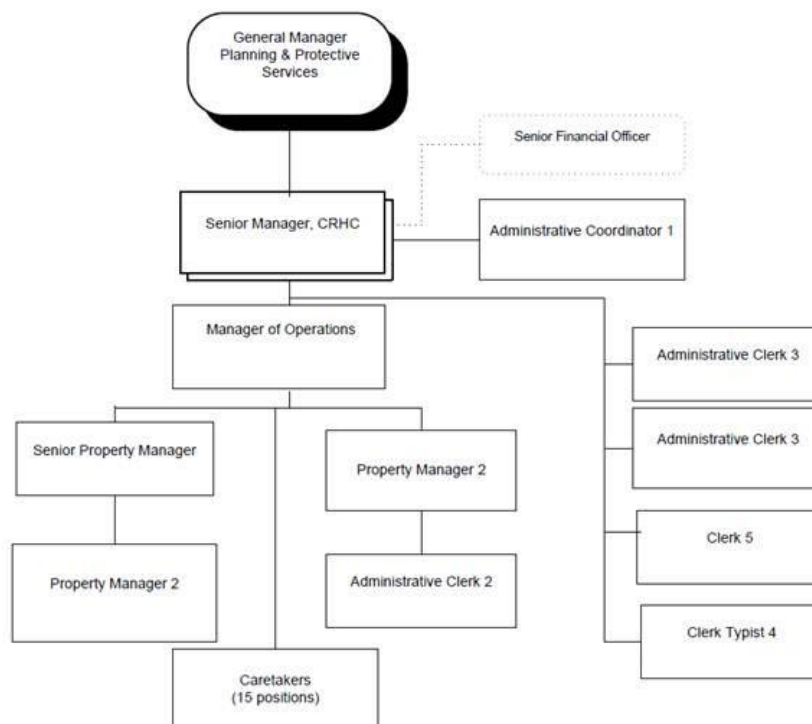 General Manager
Planning & Protective
Services
Senior Financial Officer
Senior Manager, CRHC
Administrative Coordinator 1
Manager of Operations
Administrative Clerk 3
Senior Property Manager
Property Manager 2
Administrative Clerk 3
Property Manager 2
Administrative Clerk 2
Clerk 5
Clerk Typist 4
Caretakers
(15 positions)